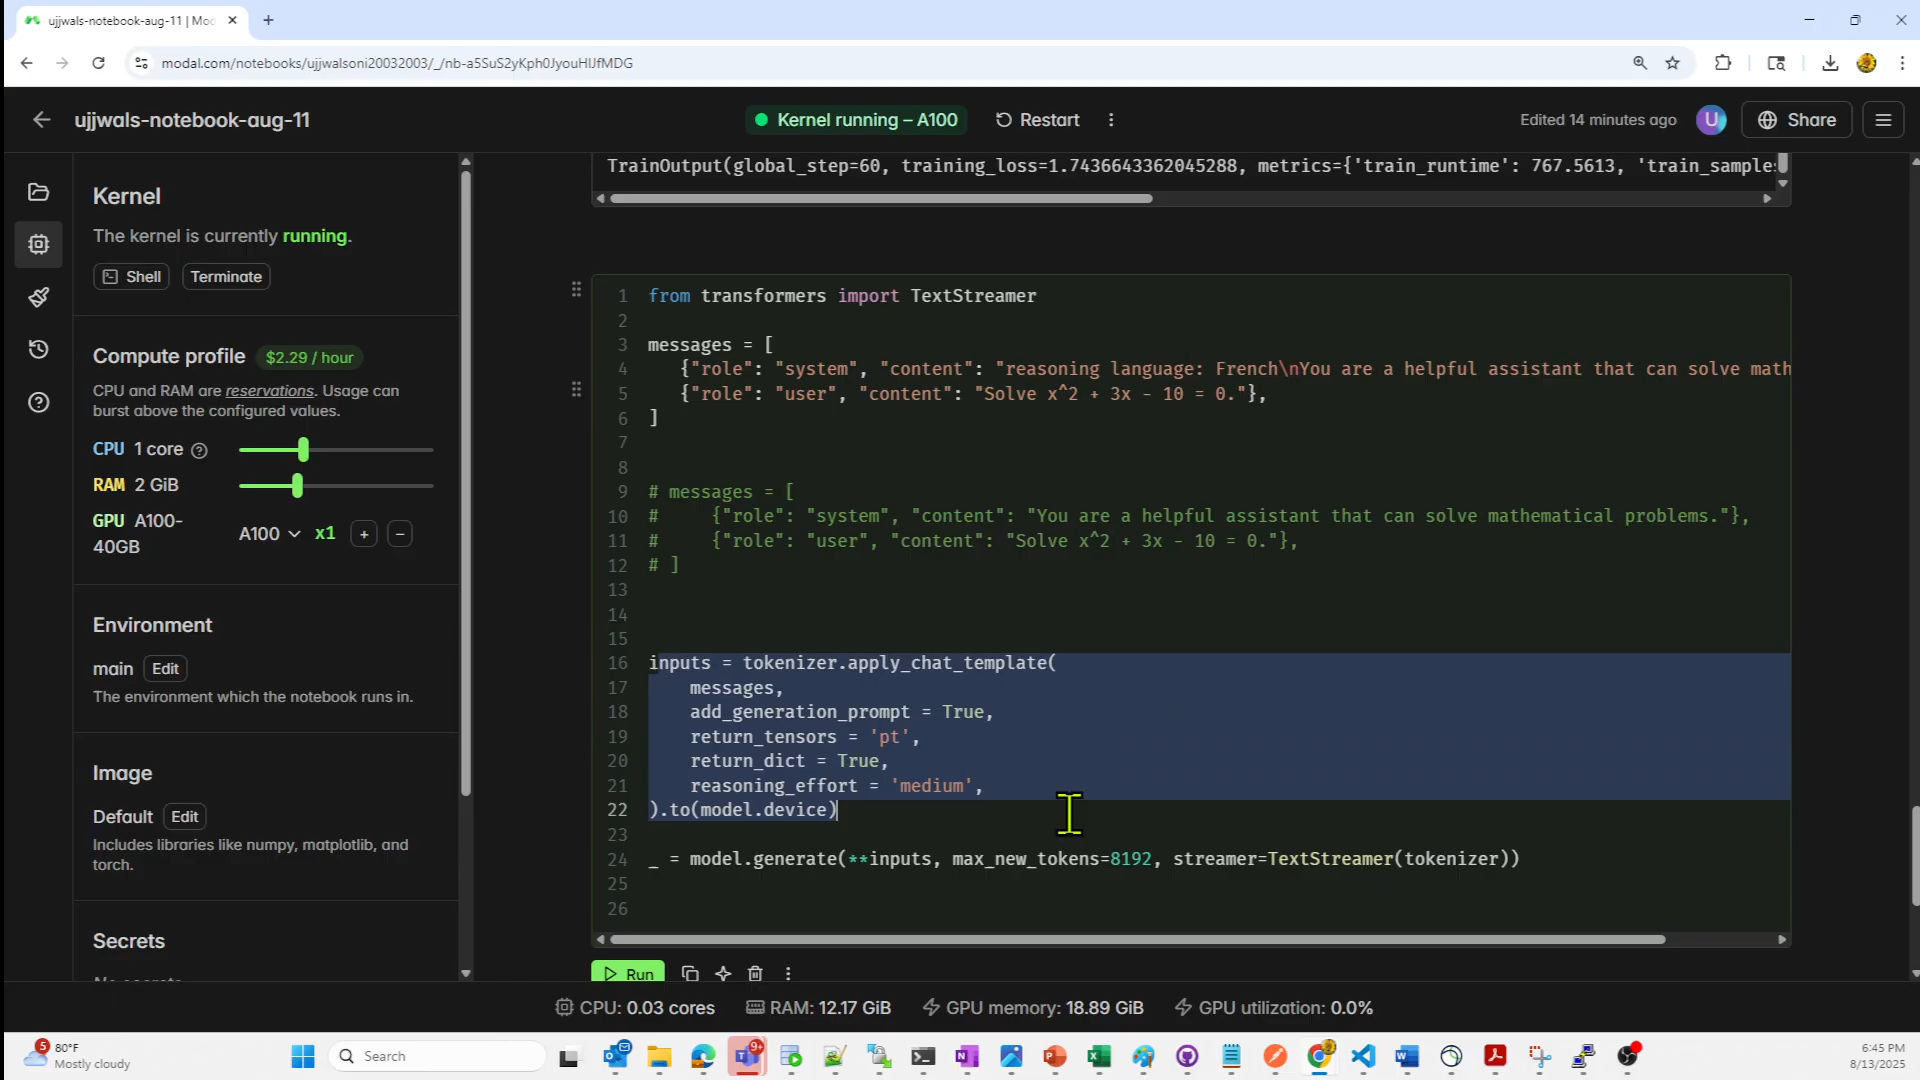 ujjwals-notebook-aug-11 | Mod
modal.com/notebooks/ujjwalsoni20032003/_/nb-a5SuS2yKph0JyouHIJfMDG
ujjwals-notebook-aug-11
Kernel running – A100
Restart
Edited 14 minutes ago
U
Share
Kernel
The kernel is currently running.
Shell
Terminate
Compute profile
$2.29 / hour
CPU and RAM are reservations. Usage can
burst above the configured values.
CPU 1 core
RAM 2 GiB
GPU A100-
40GB
A100
x1
+
−
Environment
main
Edit
The environment which the notebook runs in.
Image
Default
Edit
Includes libraries like numpy, matplotlib, and
torch.
Secrets
TrainOutput(global_step=60, training_loss=1.7436643362045288, metrics={'train_runtime': 767.5613, 'train_samples
1 from transformers import TextStreamer
2
3 messages = [
4 {"role": "system", "content": "reasoning language: French\nYou are a helpful assistant that can solve math
5 {"role": "user", "content": "Solve x^2 + 3x - 10 = 0."},
6 ]
7
8
9 # messages = [
10 # {"role": "system", "content": "You are a helpful assistant that can solve mathematical problems."},
11 # {"role": "user", "content": "Solve x^2 + 3x - 10 = 0."},
12 # ]
13
14
15
16 inputs = tokenizer.apply_chat_template(
17 messages,
18 add_generation_prompt = True,
19 return_tensors = 'pt',
20 return_dict = True,
21 reasoning_effort = 'medium',
22 ).to(model.device)
23
24 _ = model.generate(**inputs, max_new_tokens=8192, streamer=TextStreamer(tokenizer))
25
26
Run
CPU: 0.03 cores
RAM: 12.17 GiB
GPU memory: 18.89 GiB
GPU utilization: 0.0%
5
80°F
Mostly cloudy
Search
9+
6:45 PM
8/13/2025